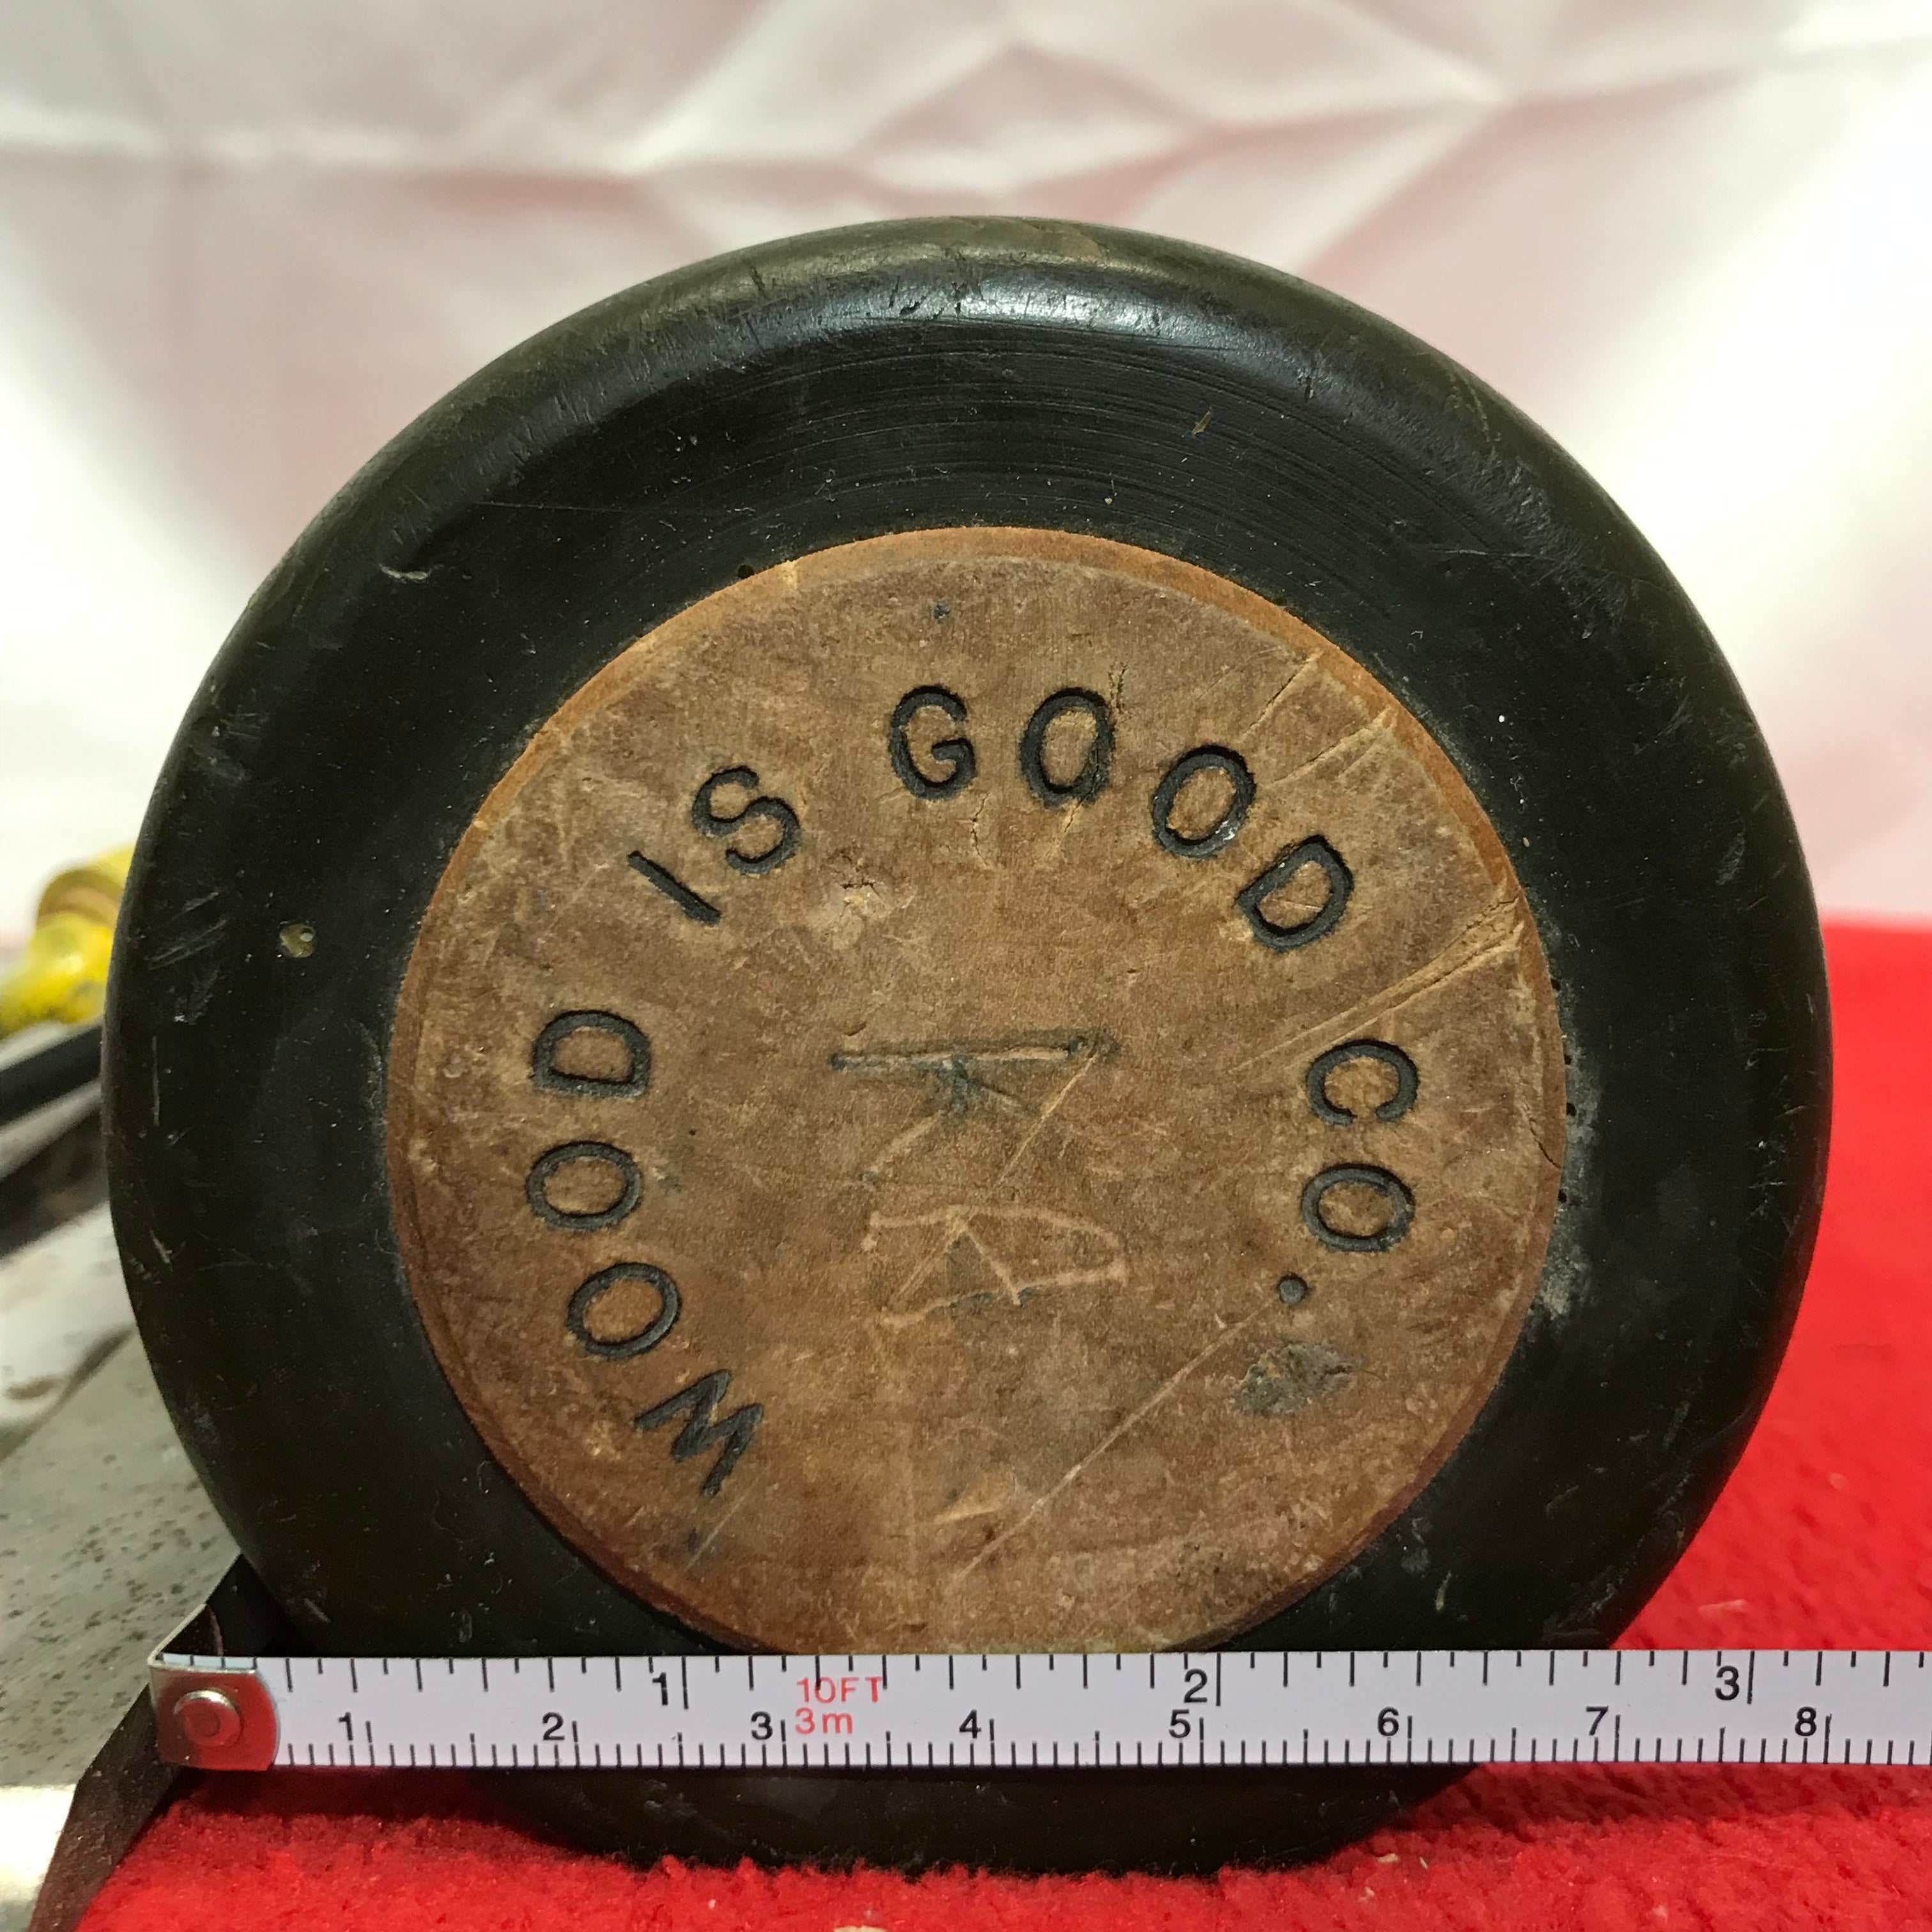 WOOD IS GOOD CO.
1 10FT 2 3
1 2 3 3m 4 5 6 7 8